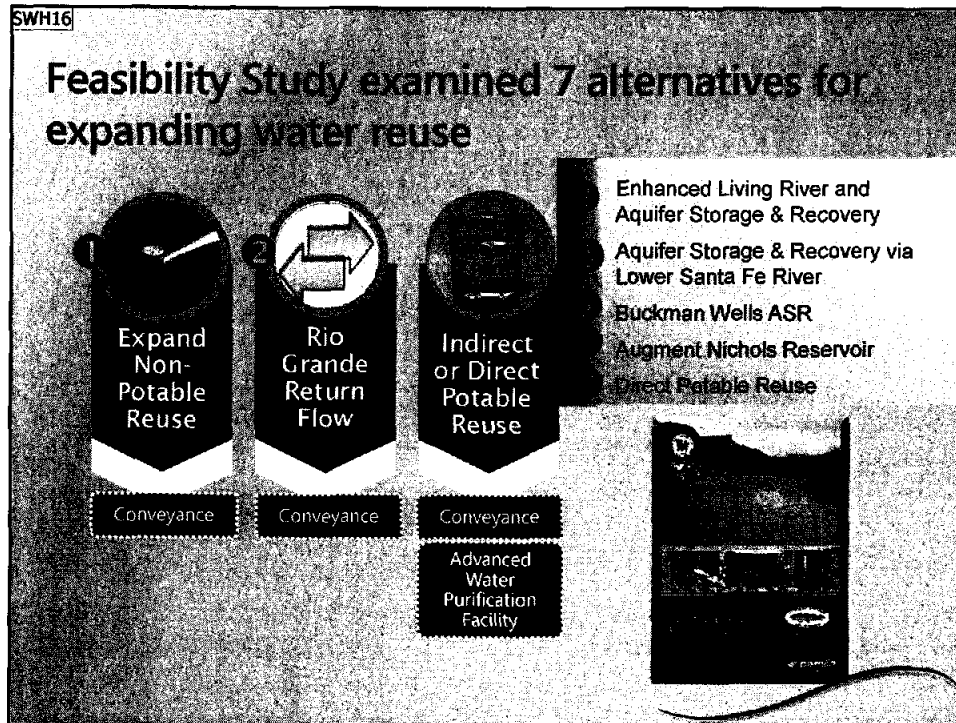 SWH16
Feasibility Study examined 7 alternatives for
expanding water reuse
1
2
Expand
Non-
Potable
Reuse
Rio
Grande
Return
Flow
Indirect
or Direct
Potable
Reuse
Enhanced Living River and
Aquifer Storage & Recovery
Aquifer Storage & Recovery via
Lower Santa Fe River
Buckman Wells ASR
Augment Nichols Reservoir
Direct Potable Reuse
Conveyance
Conveyance
Conveyance
Advanced
Water
Purification
Facility